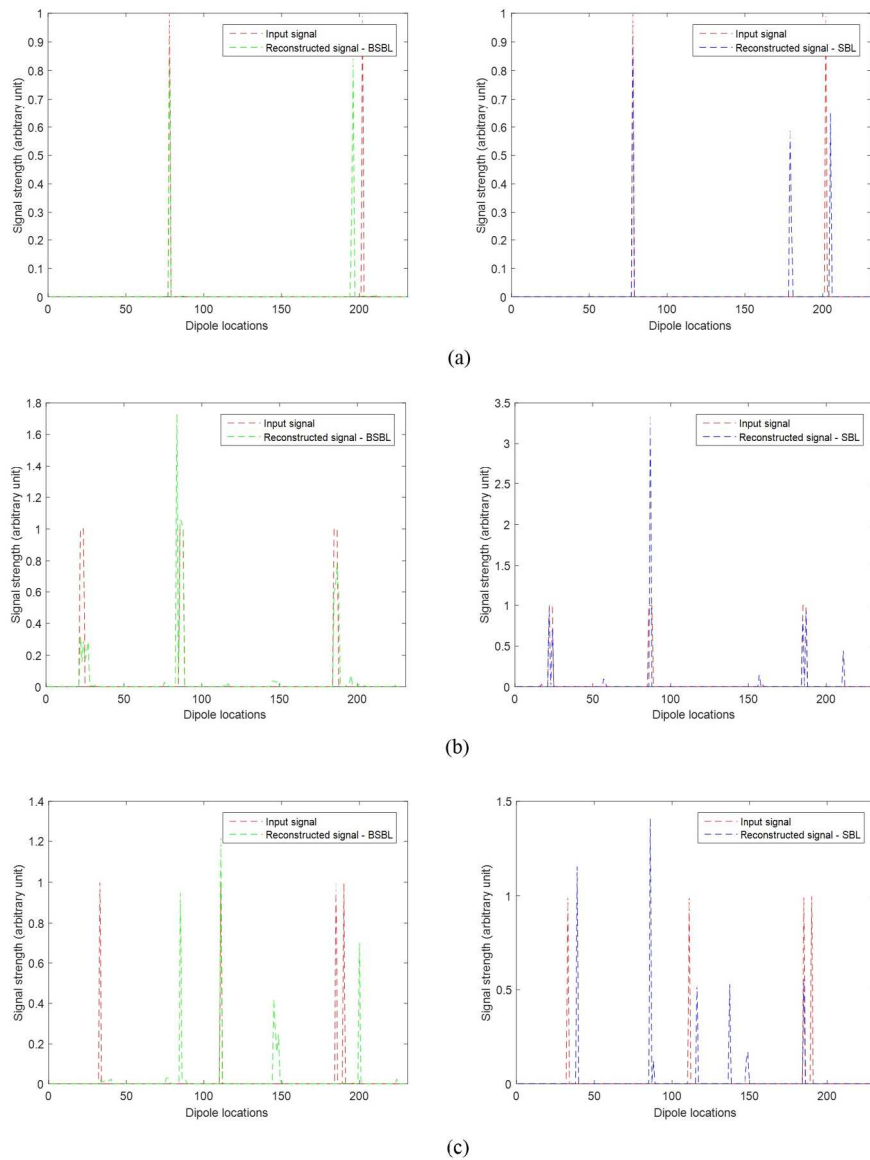 1
0.9
0.8
0.7
0.6
0.5
0.4
0.3
0.2
0.1
0
Signal strength (arbitrary unit)
Input signal
Reconstructed signal - BSBL
0 50 100 150 200
Dipole locations
1
0.9
0.8
0.7
0.6
0.5
0.4
0.3
0.2
0.1
0
Signal strength (arbitrary unit)
Input signal
Reconstructed signal - SBL
0 50 100 150 200
Dipole locations
(a)
1.8
1.6
1.4
1.2
1
0.8
0.6
0.4
0.2
0
Signal strength (arbitrary unit)
Input signal
Reconstructed signal - BSBL
0 50 100 150 200
Dipole locations
3.5
3
2.5
2
1.5
1
0.5
0
Signal strength (arbitrary unit)
Input signal
Reconstructed signal - SBL
0 50 100 150 200
Dipole locations
(b)
1.4
1.2
1
0.8
0.6
0.4
0.2
0
Signal strength (arbitrary unit)
Input signal
Reconstructed signal - BSBL
0 50 100 150 200
Dipole locations
1.5
1
0.5
0
Signal strength (arbitrary unit)
Input signal
Reconstructed signal - SBL
0 50 100 150 200
Dipole locations
(c)